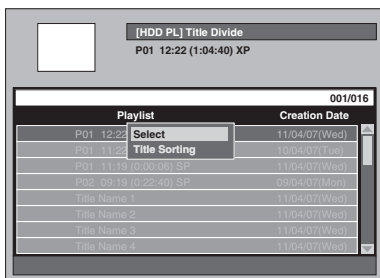 [HDD PL] Title Divide
P01 12:22 (1:04:40) XP
001/016
Playlist Creation Date
P01 12:22 Select 11/04/07(Wed)
P01 11:22 Title Sorting 10/04/07(Tue)
P01 11:19 (0:00:06) SP 11/04/07(Wed)
P02 09:19 (0:22:40) SP 09/04/07(Mon)
Title Name 1 11/04/07(Wed)
Title Name 2 11/04/07(Wed)
Title Name 3 11/04/07(Wed)
Title Name 4 11/04/07(Wed)